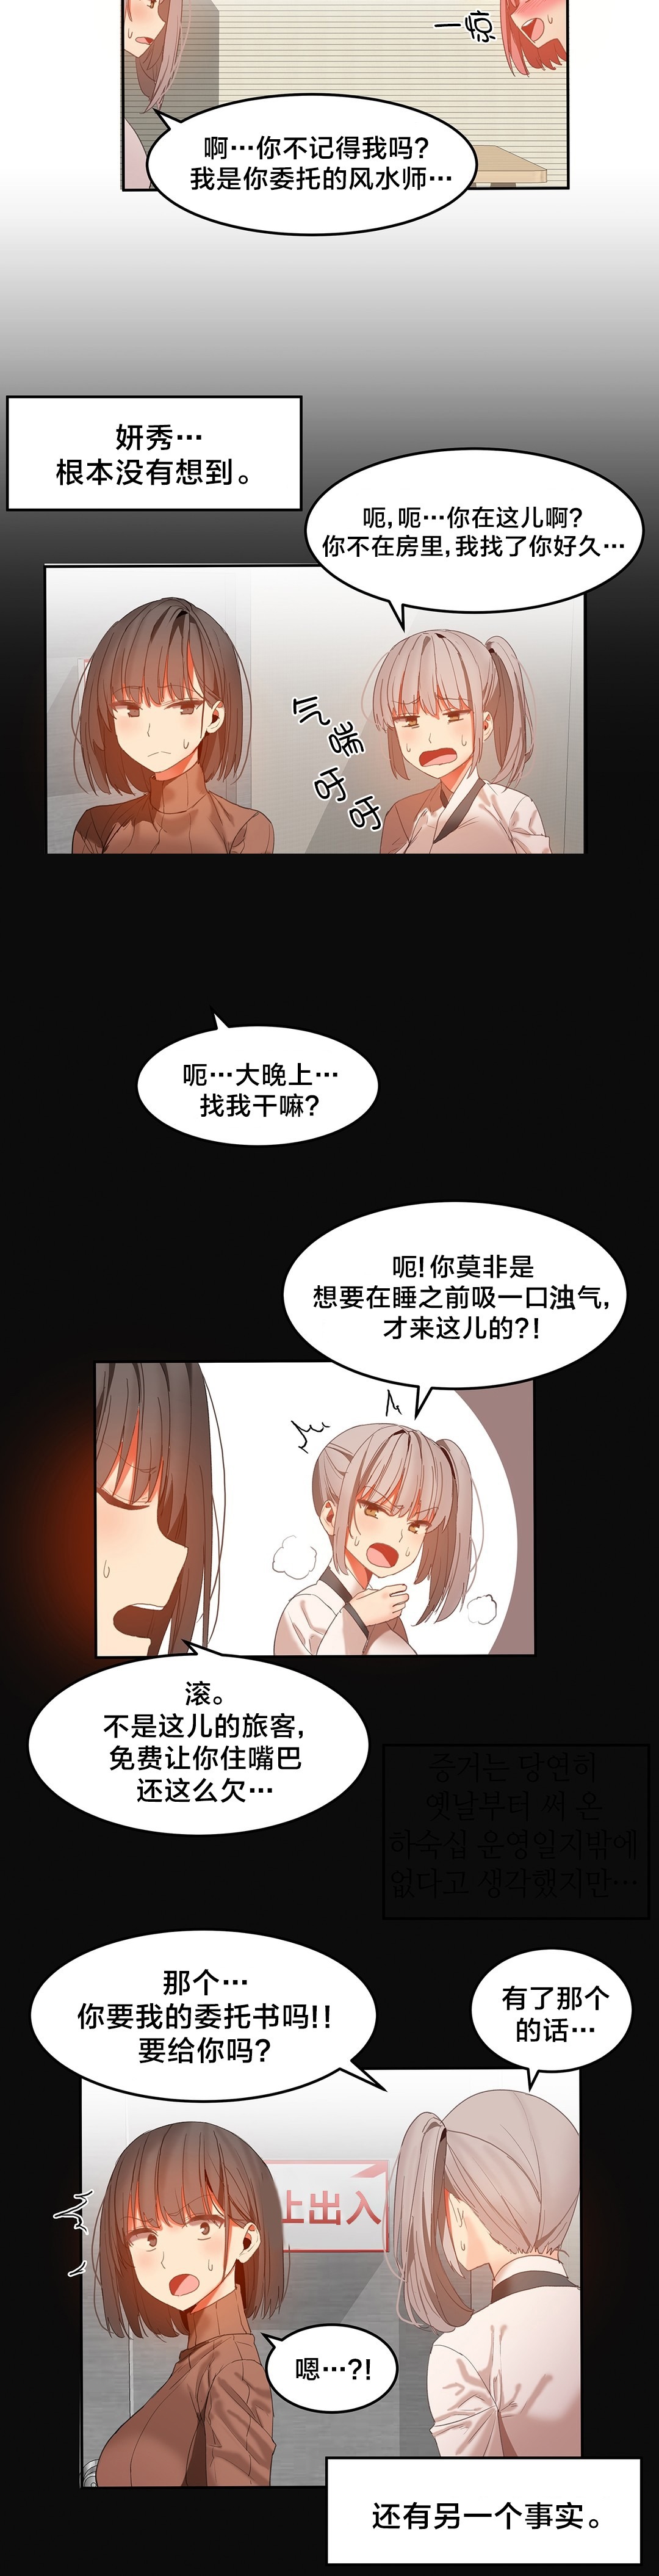 一惊
啊…你不记得我吗?
我是你委托的风水师…
妍秀…
根本没有想到。
呃,呃…你在这儿啊?
你不在房里,我找了你好久…
气喘吁吁
呃…大晚上…
找我干嘛?
呃!你莫非是
想要在睡之前吸一口浊气,
才来这儿的?!
滚。
不是这儿的旅客,
免费让你住嘴巴
还这么欠…
증거는 당연히
옛날부터 써 온
하숙십 운영일지밖에
없다고 생각했지만…
那个…
你要我的委托书吗!!
要给你吗?
有了那个
的话…
止出入
嗯…?!
还有另一个事实。